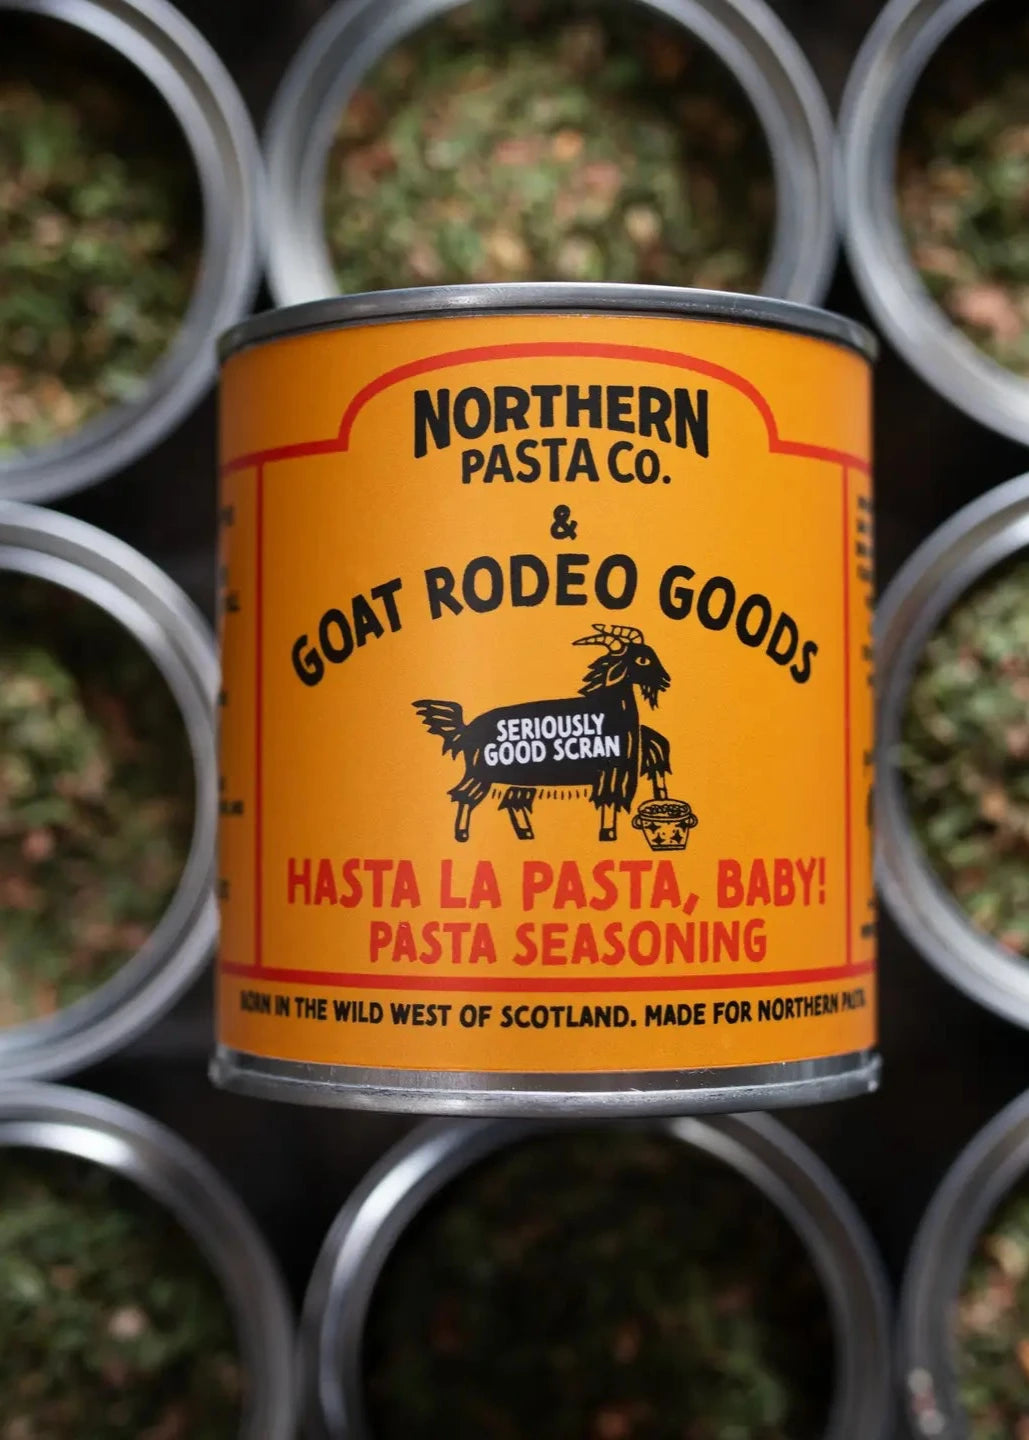 NORTHERN
PASTA CO.
&
GOAT RODEO GOODS
SERIOUSLY
GOOD SCRAN
HASTA LA PASTA, BABY!
PASTA SEASONING
BORN IN THE WILD WEST OF SCOTLAND. MADE FOR NORTHERN PASTA